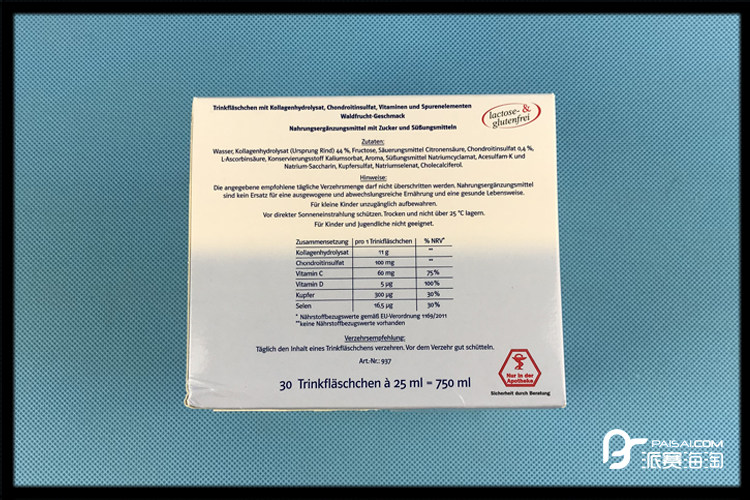 Trinkfläschchen mit Kollagenhydrolysat, Chondroitinsulfat, Vitaminen und Spurenelementen
Waldfrucht-Geschmack
Nahrungsergänzungsmittel mit Zucker und Süßungsmitteln
lactose- &
glutenfrei
Zutaten:
Wasser, Kollagenhydrolysat (Ursprung Rind) 44 %, Fructose, Säuerungsmittel Citronensäure, Chondroitinsulfat 0,4 %,
L-Ascorbinsäure, Konservierungsstoff Kaliumsorbat, Aroma, Süßungsmittel Natriumcyclamat, Acesulfam-K und
Natrium-Saccharin, Kupfersulfat, Natriumselenat, Cholecalciferol.
Hinweise:
Die angegebene empfohlene tägliche Verzehrsmenge darf nicht überschritten werden. Nahrungsergänzungsmittel
sind kein Ersatz für eine ausgewogene und abwechslungsreiche Ernährung und eine gesunde Lebensweise.
Für kleine Kinder unzugänglich aufbewahren.
Vor direkter Sonneneinstrahlung schützen. Trocken und nicht über 25 °C lagern.
Für Kinder und Jugendliche nicht geeignet.
Zusammensetzung pro 1 Trinkfläschchen % NRV*
Kollagenhydrolysat 11 g **
Chondroitinsulfat 100 mg **
Vitamin C 60 mg 75%
Vitamin D 5 µg 100%
Kupfer 300 µg 30%
Selen 16,5 µg 30%
* Nährstoffbezugswerte gemäß EU-Verordnung 1169/2011
**keine Nährstoffbezugswerte vorhanden
Verzehrsempfehlung:
Täglich den Inhalt eines Trinkfläschchens verzehren. Vor dem Verzehr gut schütteln.
Art.-Nr.: 937
30 Trinkfläschchen à 25 ml = 750 ml
Nur in der
Apotheke
Sicherheit durch Beratung
PAISAI.COM
派赛海淘